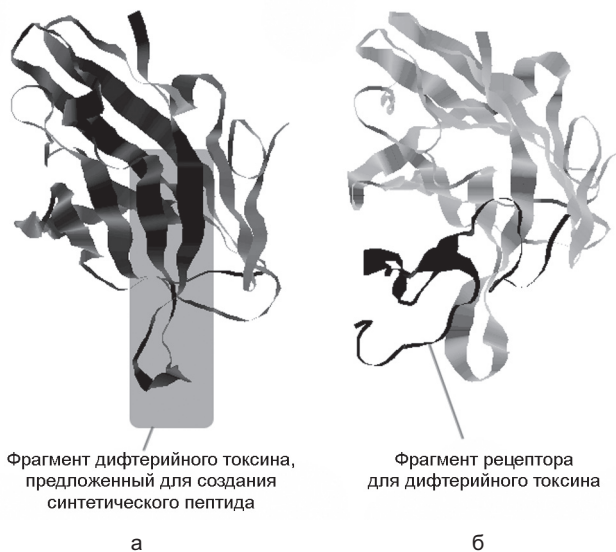 Фрагмент дифтерийного токсина,
предложенный для создания
синтетического пептида
Фрагмент рецептора
для дифтерийного токсина
а
б